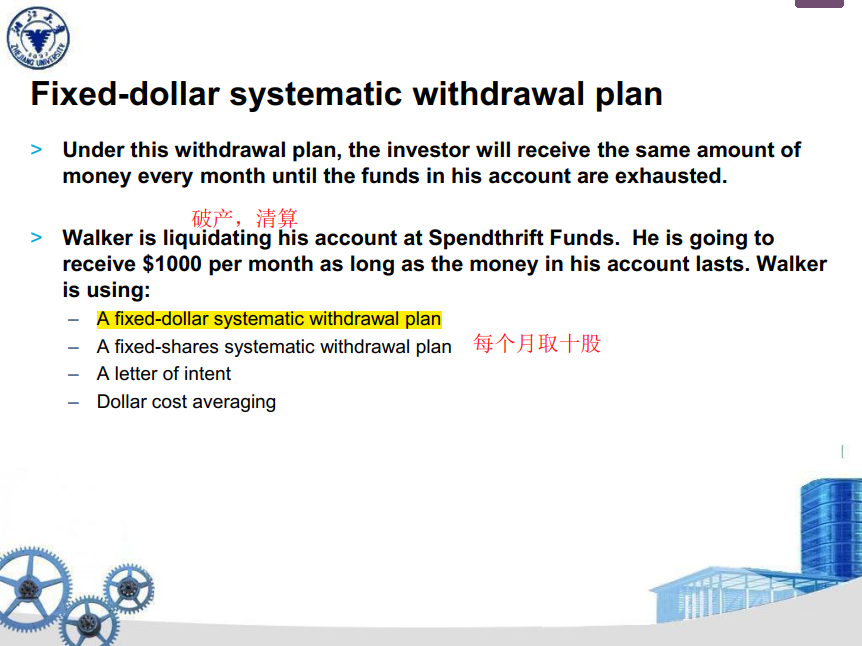 ZHEJIANG UNIVERSITY
Fixed-dollar systematic withdrawal plan
> Under this withdrawal plan, the investor will receive the same amount of
money every month until the funds in his account are exhausted.
破产，清算
> Walker is liquidating his account at Spendthrift Funds. He is going to
receive $1000 per month as long as the money in his account lasts. Walker
is using:
– A fixed-dollar systematic withdrawal plan
– A fixed-shares systematic withdrawal plan 每个月取十股
– A letter of intent
– Dollar cost averaging